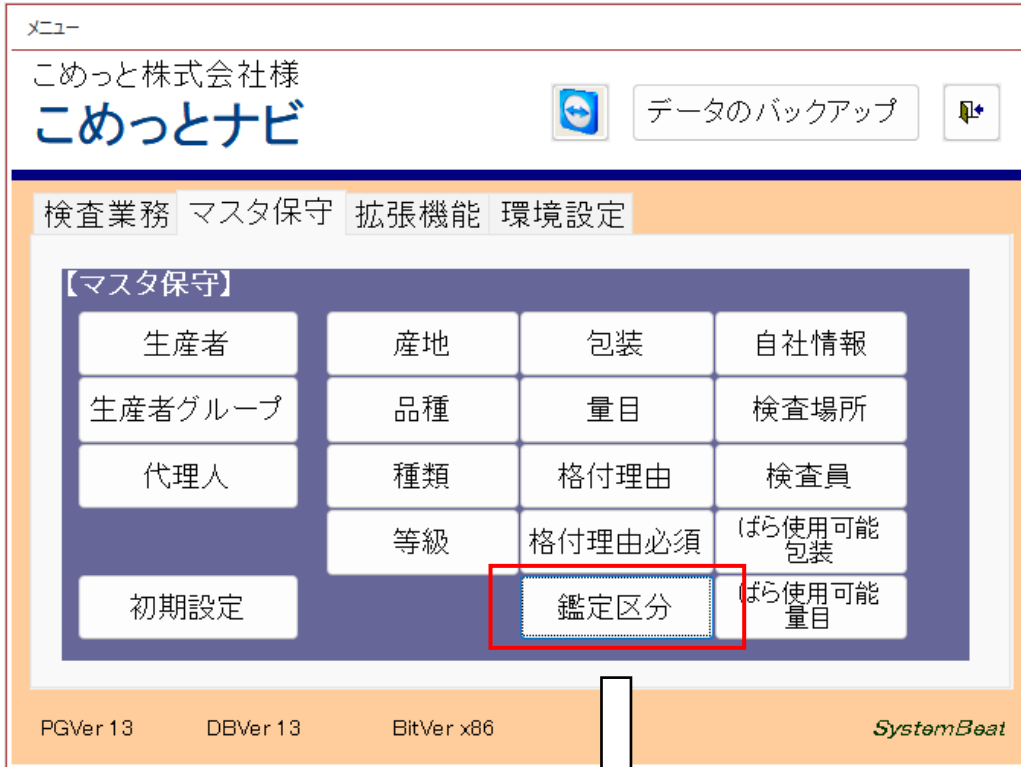 メニュー
こめっと株式会社様
こめっとナビ
データのバックアップ
検査業務 マスタ保守 拡張機能 環境設定
【マスタ保守】
生産者 産地 包装 自社情報
生産者グループ 品種 量目 検査場所
代理人 種類 格付理由 検査員
等級 格付理由必須 ばら使用可能
包装
初期設定 鑑定区分 ばら使用可能
量目
PGVer 13 DBVer 13 BitVer x86 SystemBeat